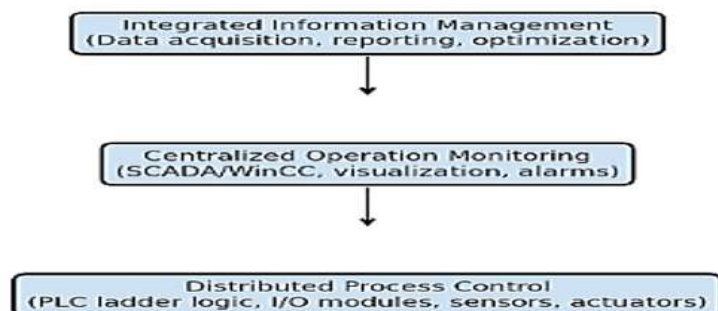 Integrated Information Management
(Data acquisition, reporting, optimization)
Centralized Operation Monitoring
(SCADA/WinCC, visualization, alarms)
Distributed Process Control
(PLC ladder logic, I/O modules, sensors, actuators)